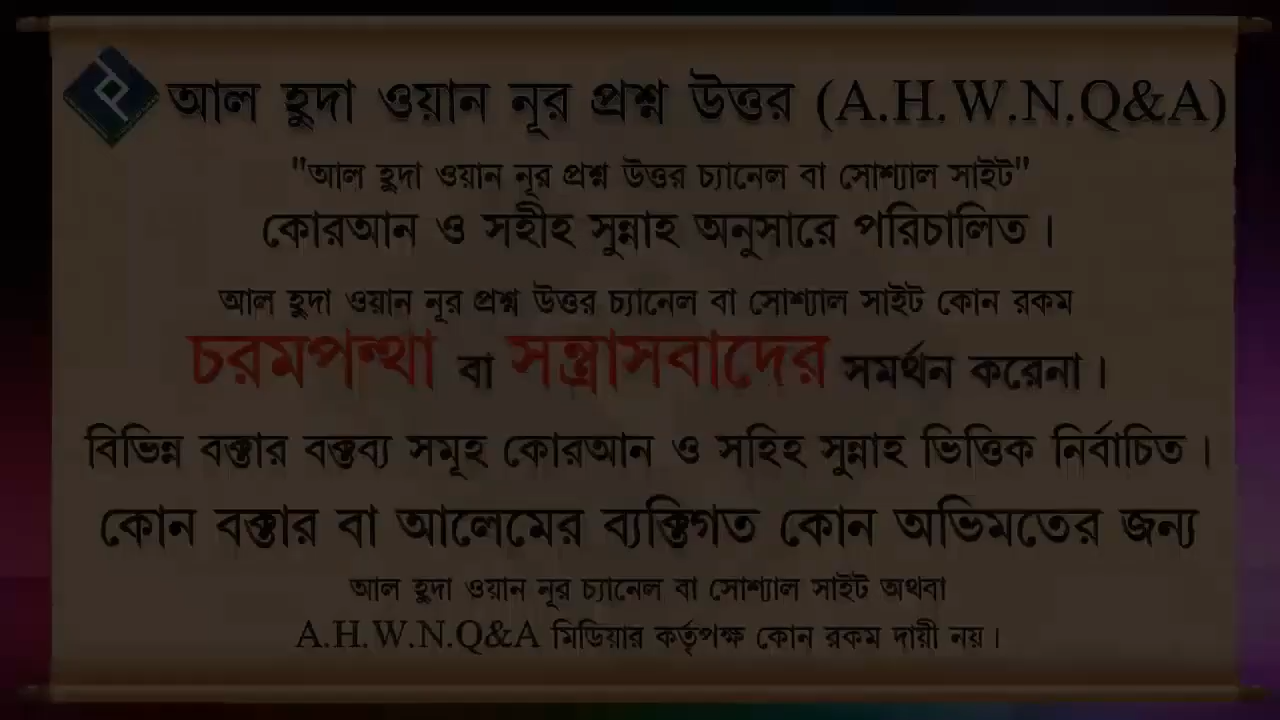 আল হুদা ওয়ান নূর প্রশ্ন উত্তর (A.H.W.N.Q&A)
"আল হুদা ওয়ান নূর প্রশ্ন উত্তর চ্যানেল বা সোশ্যাল সাইট"
কোরআন ও সহীহ সুন্নাহ অনুসারে পরিচালিত।
আল হুদা ওয়ান নূর প্রশ্ন উত্তর চ্যানেল বা সোশ্যাল সাইট কোন রকম
চরমপন্থা বা সন্ত্রাসবাদের সমর্থন করেনা।
বিভিন্ন বক্তার বক্তব্য সমূহ কোরআন ও সহিহ সুন্নাহ ভিত্তিক নির্বাচিত।
কোন বক্তার বা আলেমের ব্যক্তিগত কোন অভিমতের জন্য
আল হুদা ওয়ান নূর চ্যানেল বা সোশ্যাল সাইট অথবা
A.H.W.N.Q&A মিডিয়ার কর্তৃপক্ষ কোন রকম দায়ী নয়।